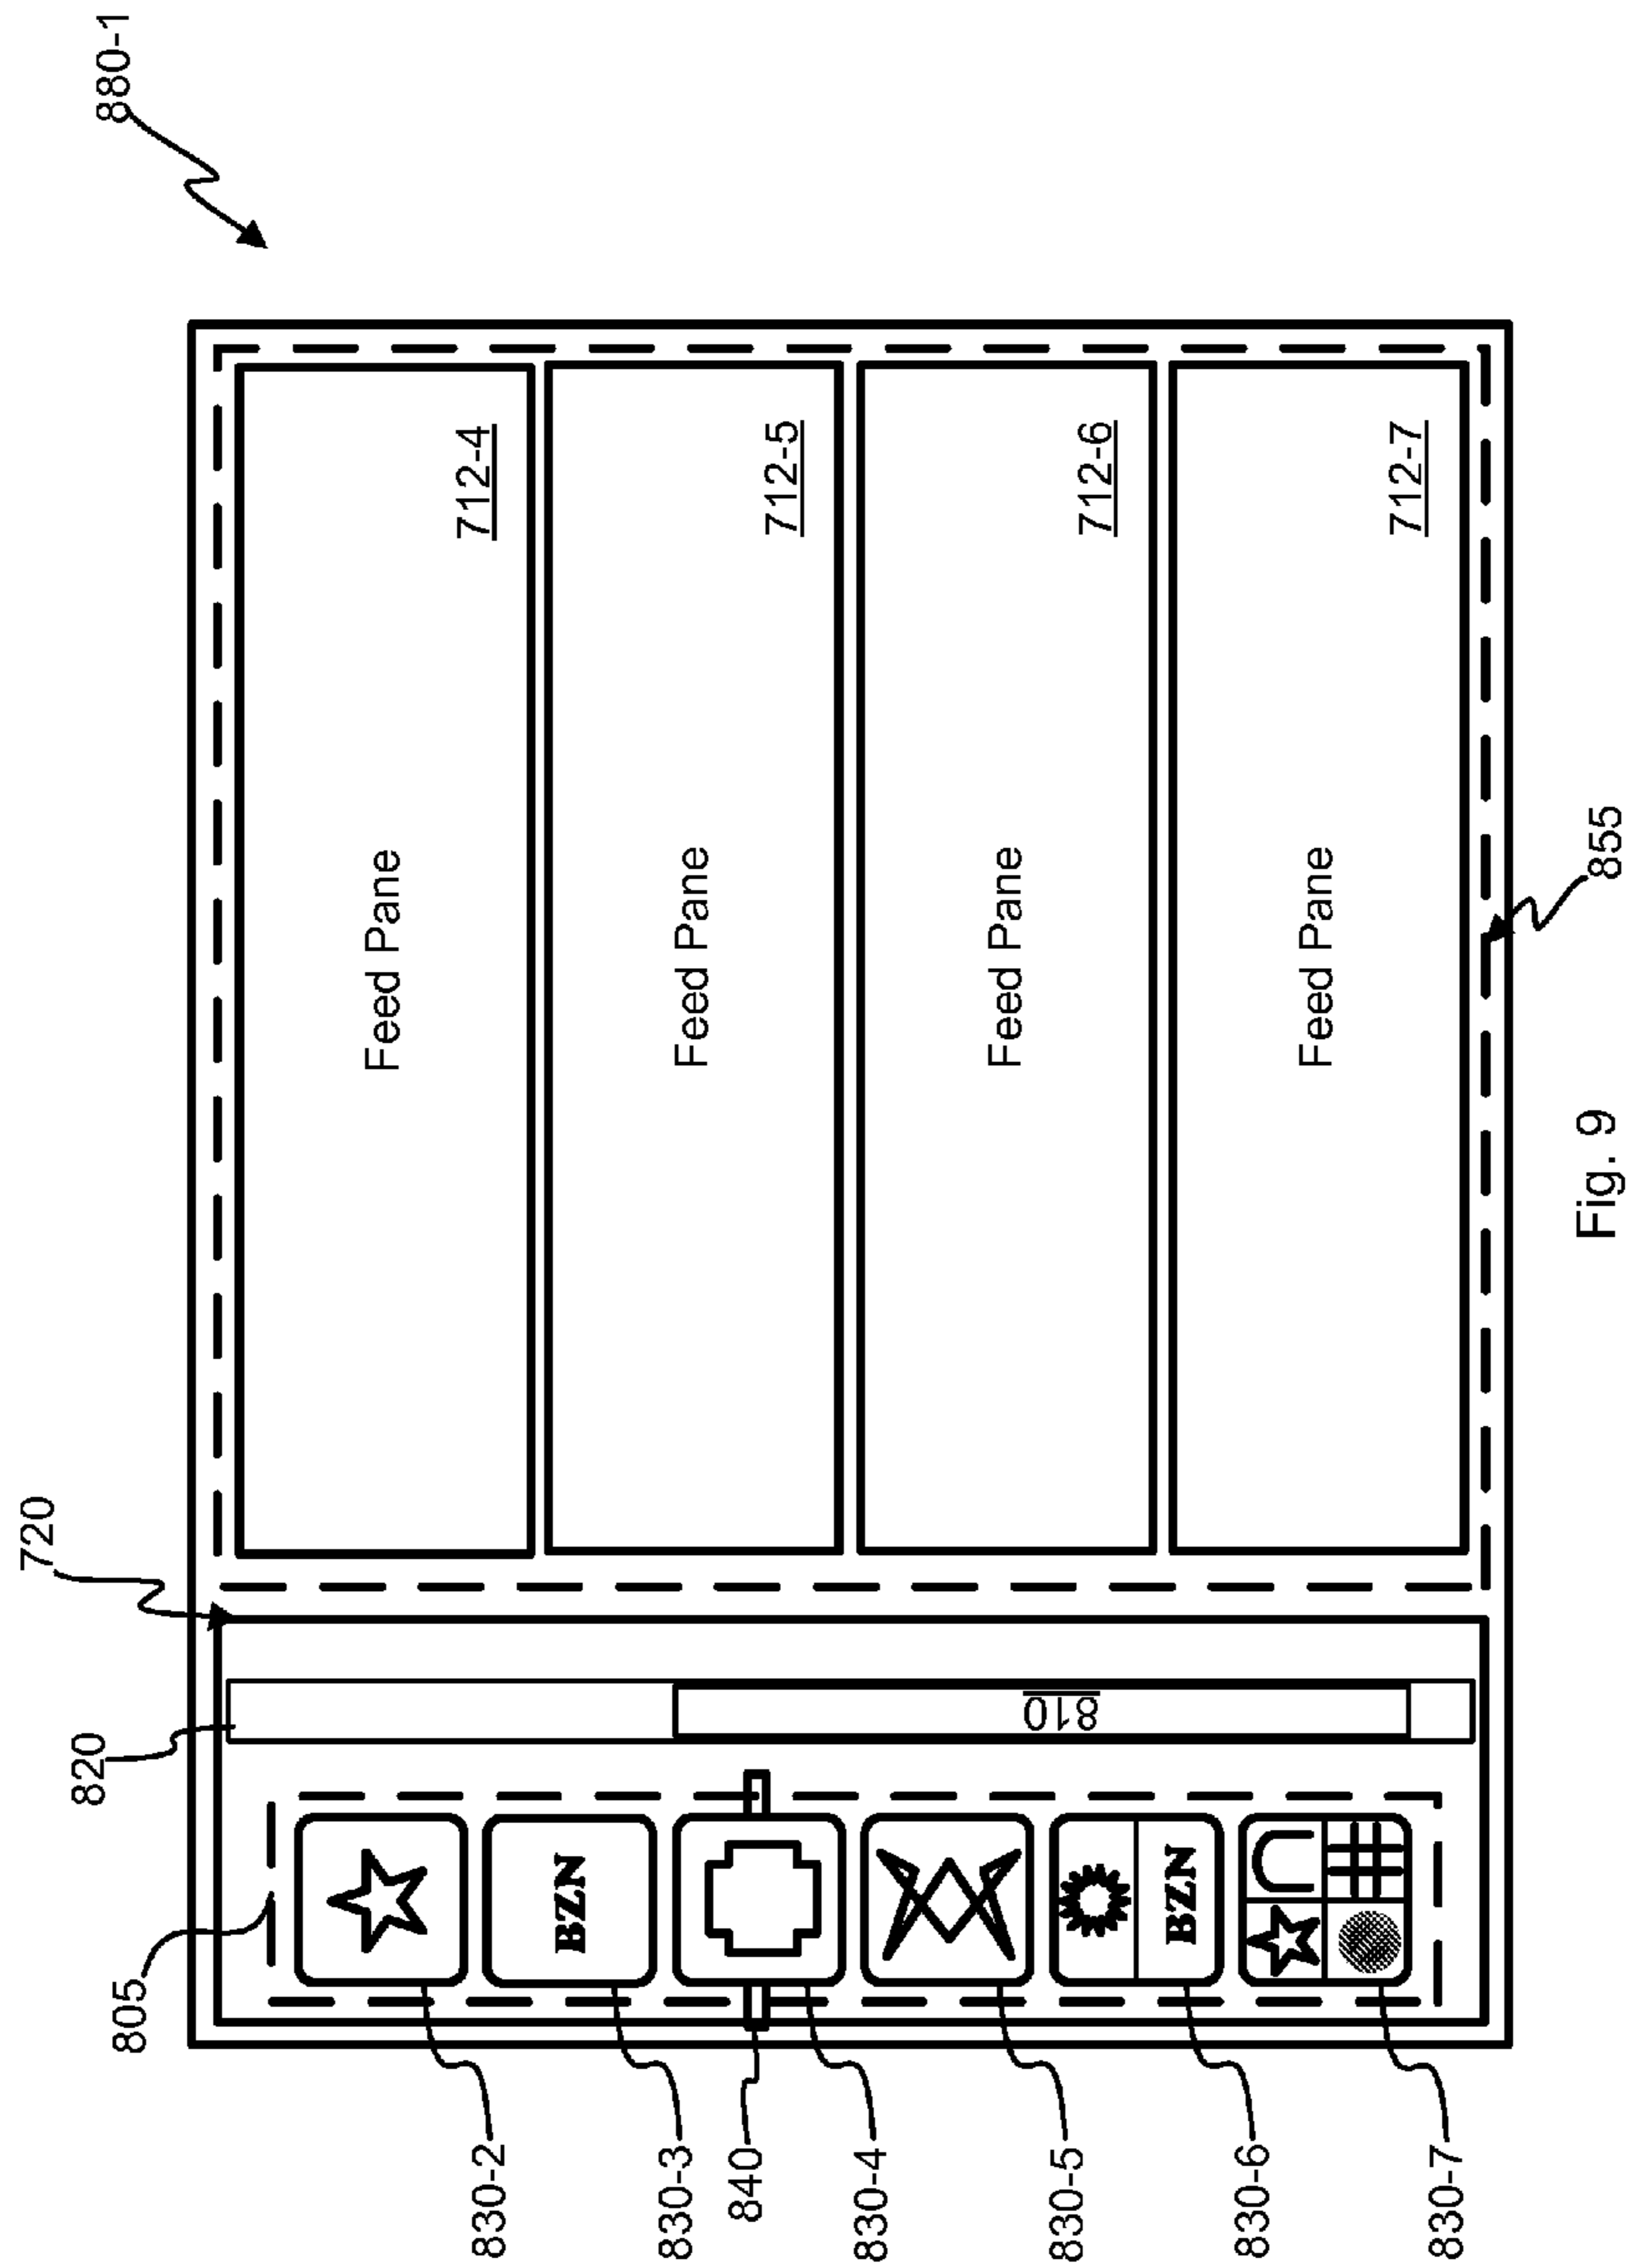 880-1
720
820
805
830-2
Feed Pane
712-4
830-3
BZN
Feed Pane
712-5
840
830-4
810
Feed Pane
712-6
830-5
830-6
BZN
Feed Pane
712-7
830-7
855
Fig. 9